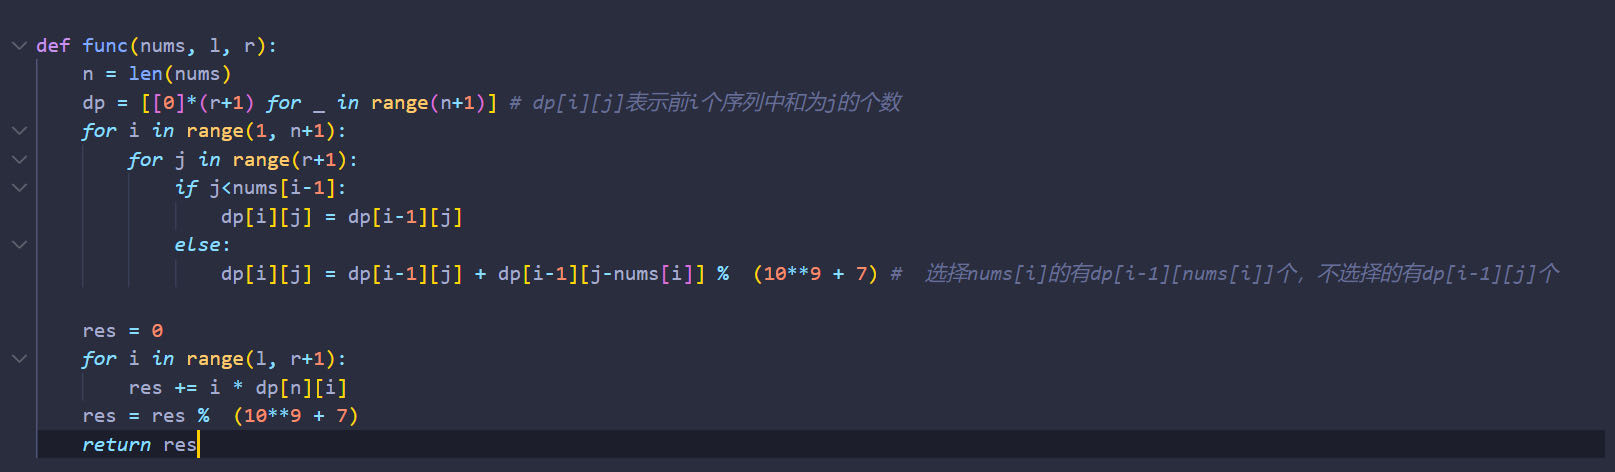 def func(nums, l, r):
    n = len(nums)
    dp = [[0]*(r+1) for _ in range(n+1)] # dp[i][j]表示前i个序列中和为j的个数
    for i in range(1, n+1):
        for j in range(r+1):
            if j<nums[i-1]:
                dp[i][j] = dp[i-1][j]
            else:
                dp[i][j] = dp[i-1][j] + dp[i-1][j-nums[i]] %  (10**9 + 7) #  选择nums[i]的有dp[i-1][nums[i]]个，不选择的有dp[i-1][j]个
    res = 0
    for i in range(l, r+1):
        res += i * dp[n][i]
    res = res %  (10**9 + 7)
    return res